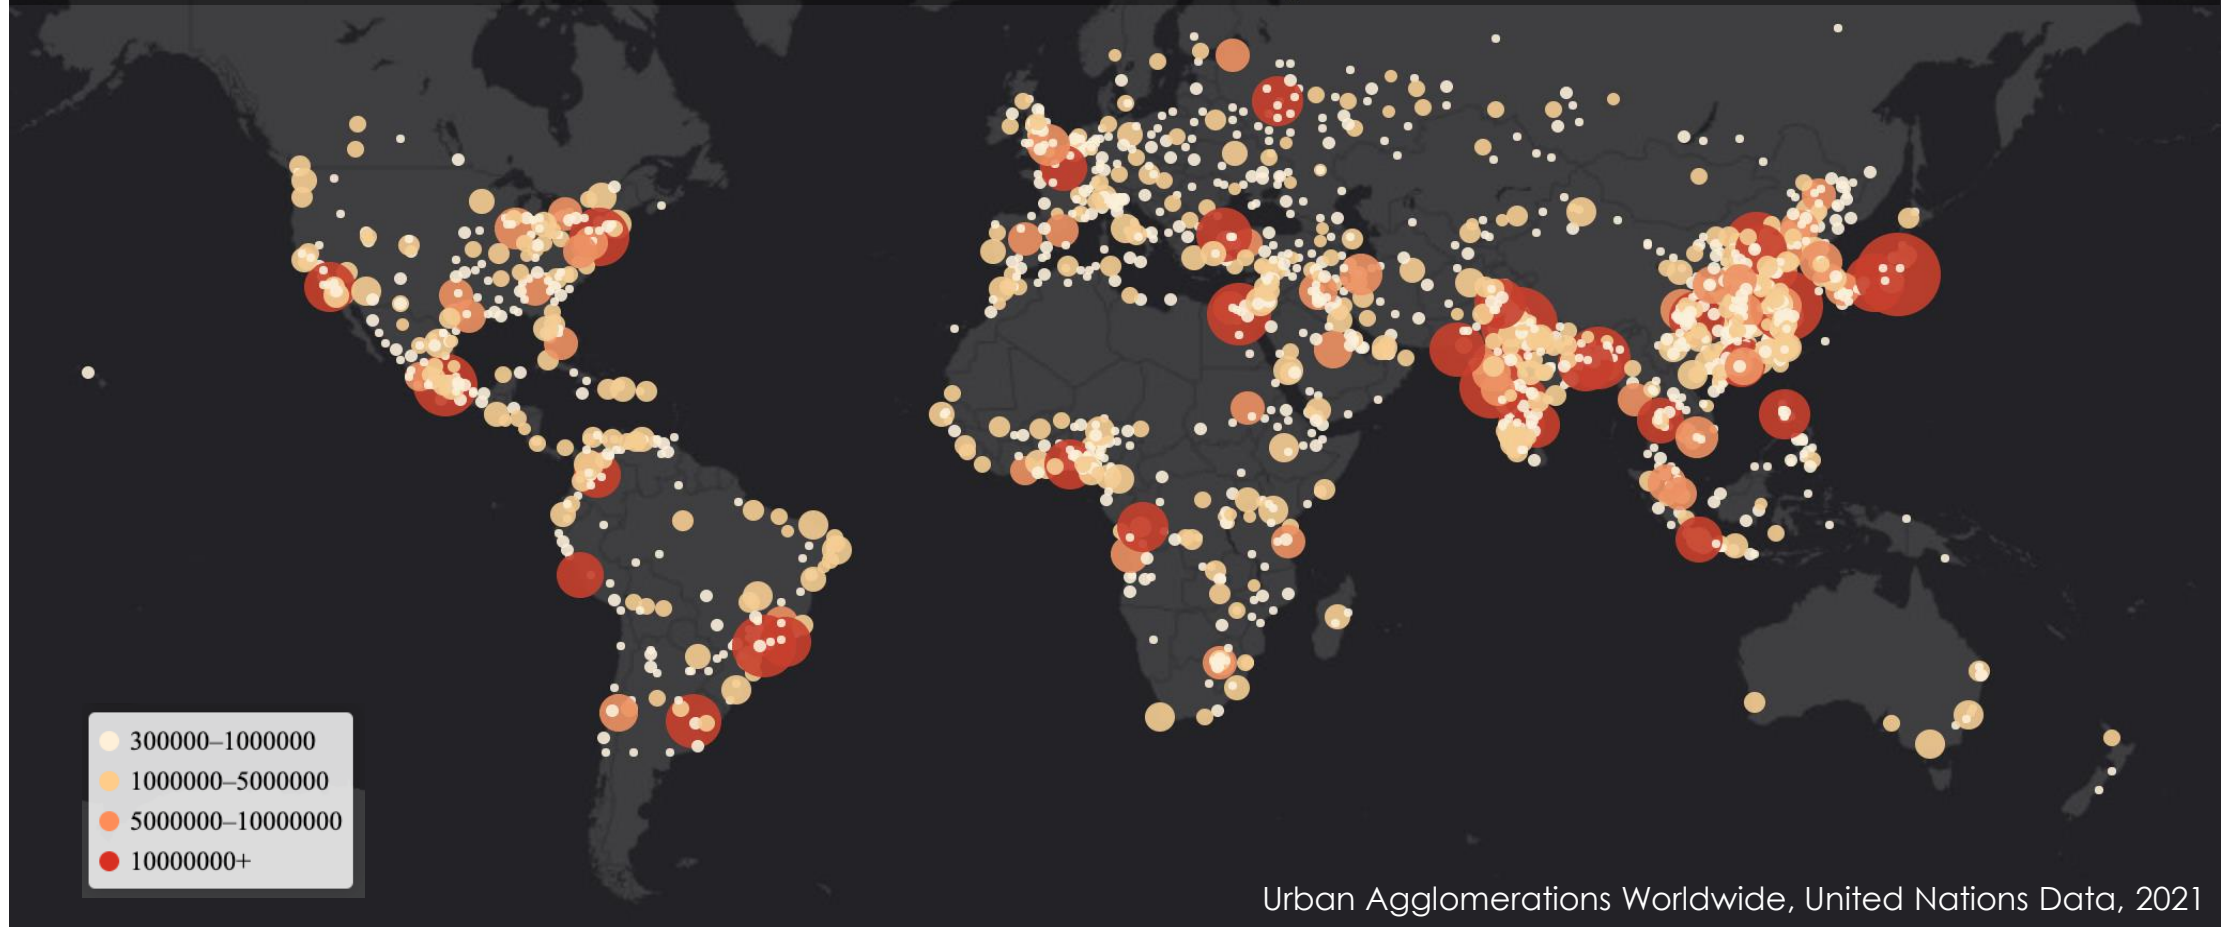 300000–1000000
1000000–5000000
5000000–10000000
10000000+
Urban Agglomerations Worldwide, United Nations Data, 2021